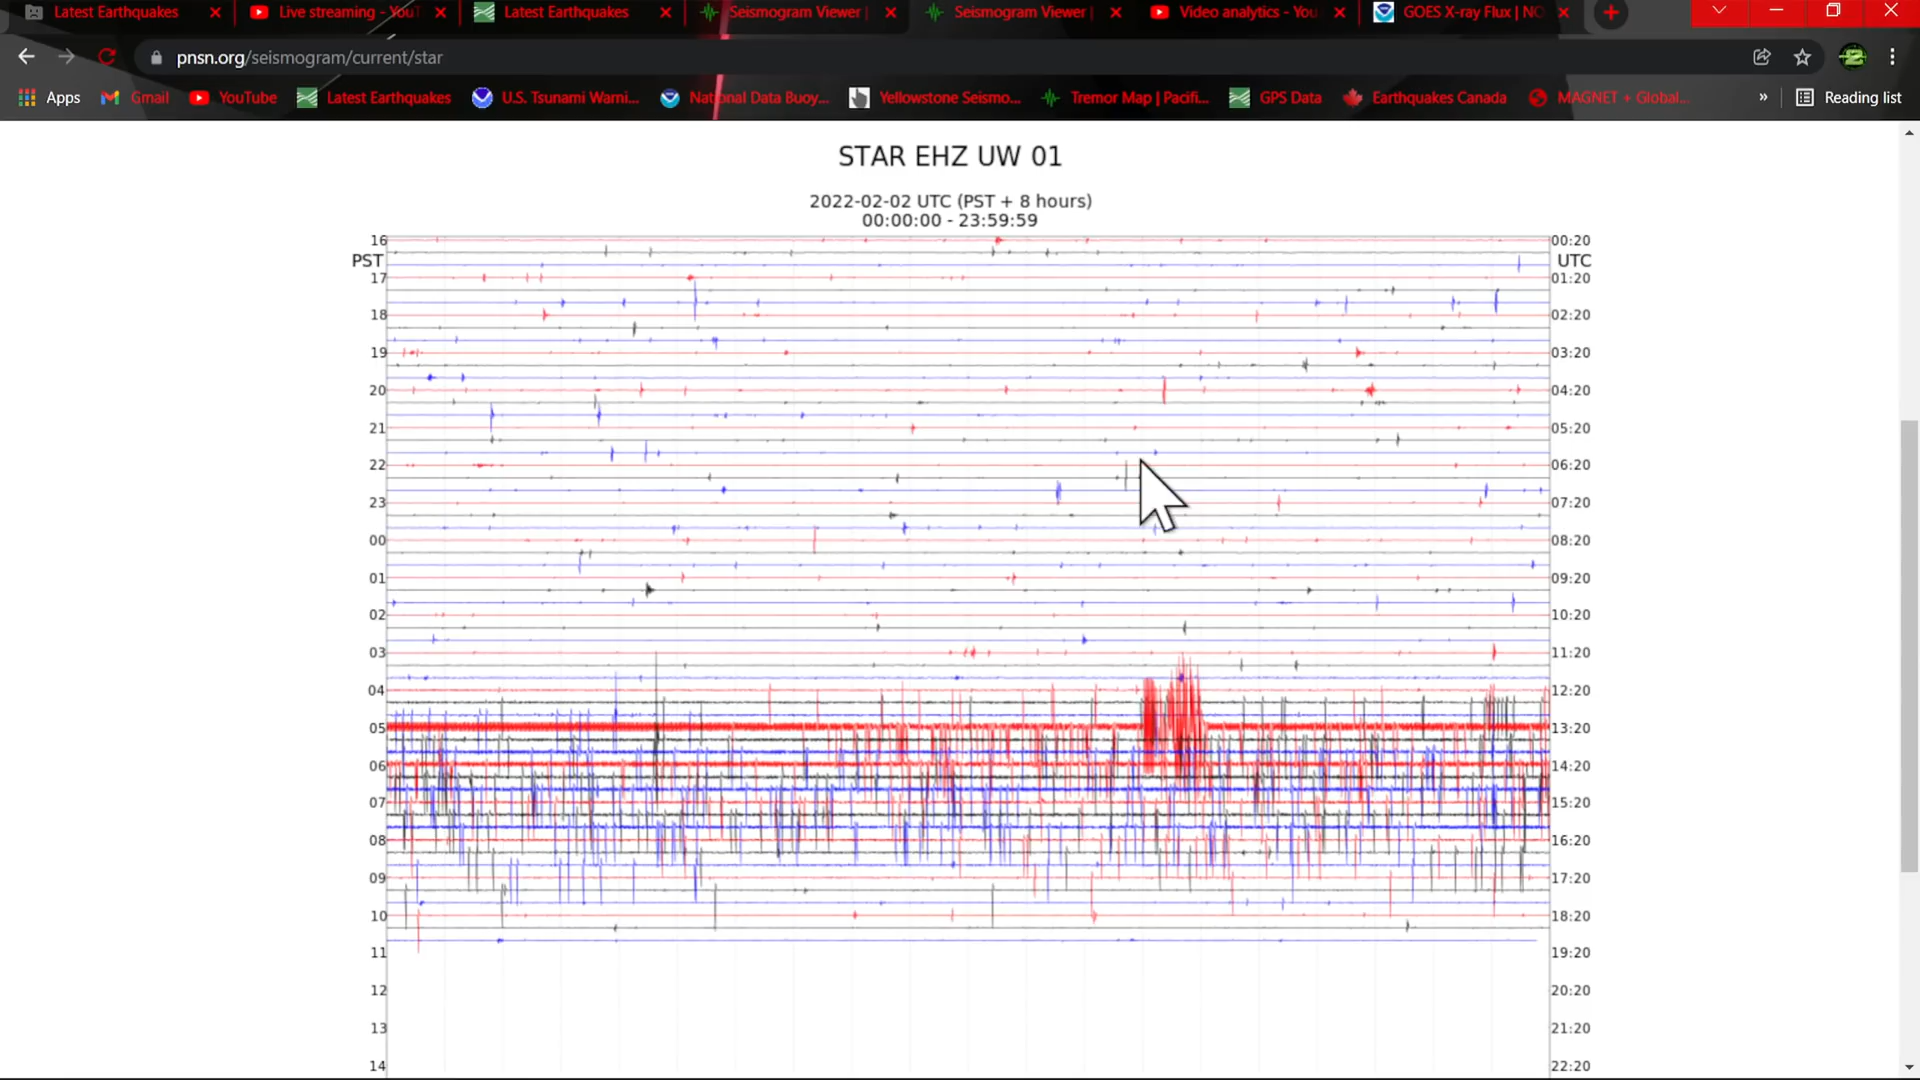 Latest Earthquakes
Live streaming - YouT
Latest Earthquakes
Seismogram Viewer |
Seismogram Viewer |
Video analytics - You
GOES X-ray Flux | NO
pnsn.org/seismogram/current/star
Apps
Gmail
YouTube
Latest Earthquakes
U.S. Tsunami Warni...
National Data Buoy...
Yellowstone Seismo...
Tremor Map | Pacifi...
GPS Data
Earthquakes Canada
MAGNET + Global...
»
Reading list
STAR EHZ UW 01
2022-02-02 UTC (PST + 8 hours)
00:00:00 - 23:59:59
16 00:20
PST UTC
17 01:20
18 02:20
19 03:20
20 04:20
21 05:20
22 06:20
23 07:20
00 08:20
01 09:20
02 10:20
03 11:20
04 12:20
05 13:20
06 14:20
07 15:20
08 16:20
09 17:20
10 18:20
11 19:20
12 20:20
13 21:20
14 22:20